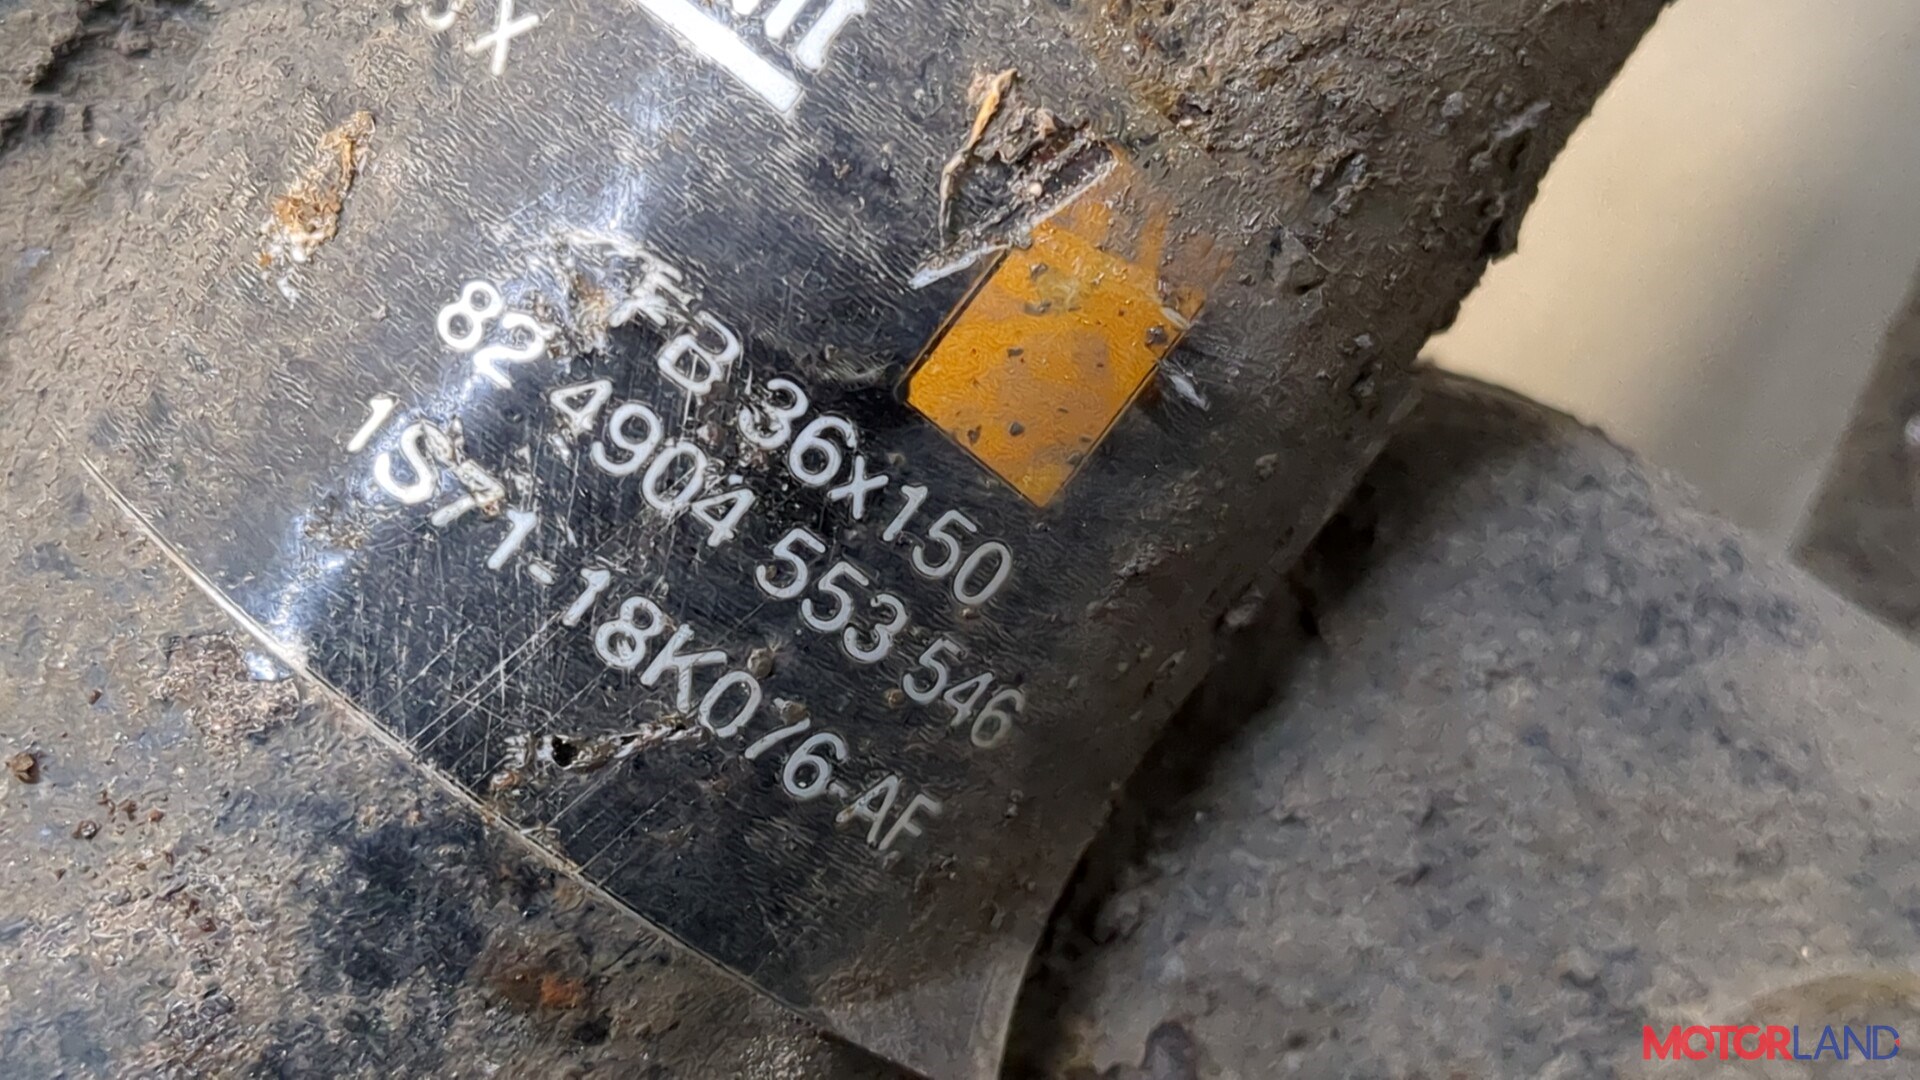 FB 36x150
82 4904 553 546
1S71-18K076-AF
MOTORLAND